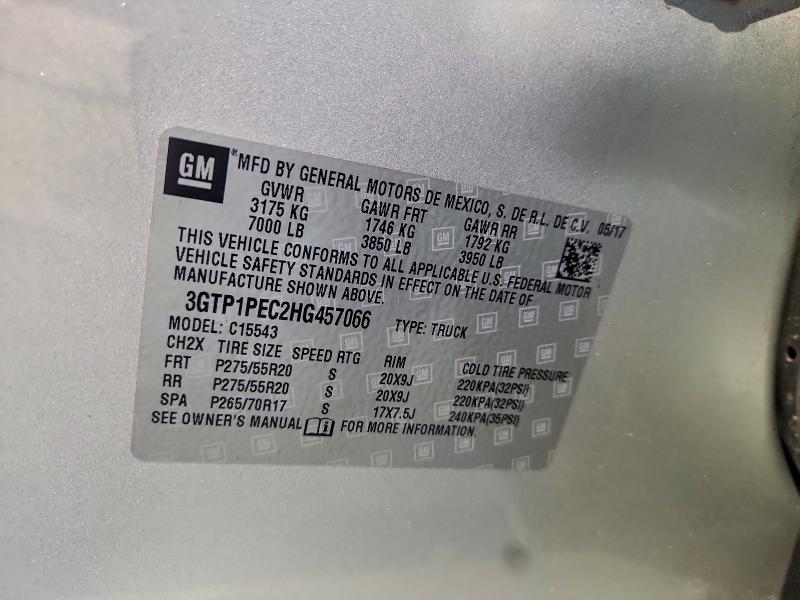 GM
MFD BY GENERAL MOTORS DE MEXICO, S. DE R.L. DE C.V. 05/17
GVWR GAWR FRT GAWR RR
3175 KG 1746 KG 1792 KG
7000 LB 3850 LB 3950 LB
THIS VEHICLE CONFORMS TO ALL APPLICABLE U.S. FEDERAL MOTOR
VEHICLE SAFETY STANDARDS IN EFFECT ON THE DATE OF
MANUFACTURE SHOWN ABOVE.
3GTP1PEC2HG457066
MODEL: C15543 TYPE: TRUCK
CH2X TIRE SIZE SPEED RTG RIM COLD TIRE PRESSURE
FRT P275/55R20 S 20X9J 220KPA(32PSI)
RR P275/55R20 S 20X9J 220KPA(32PSI)
SPA P265/70R17 S 17X7.5J 240KPA(35PSI)
SEE OWNER'S MANUAL FOR MORE INFORMATION.